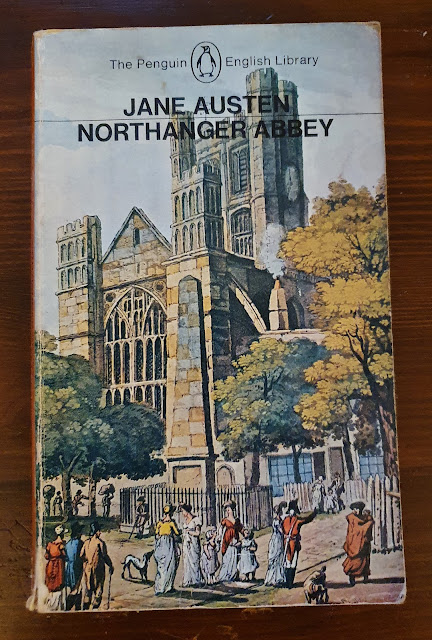 The Penguin English Library
JANE AUSTEN
NORTHANGER ABBEY